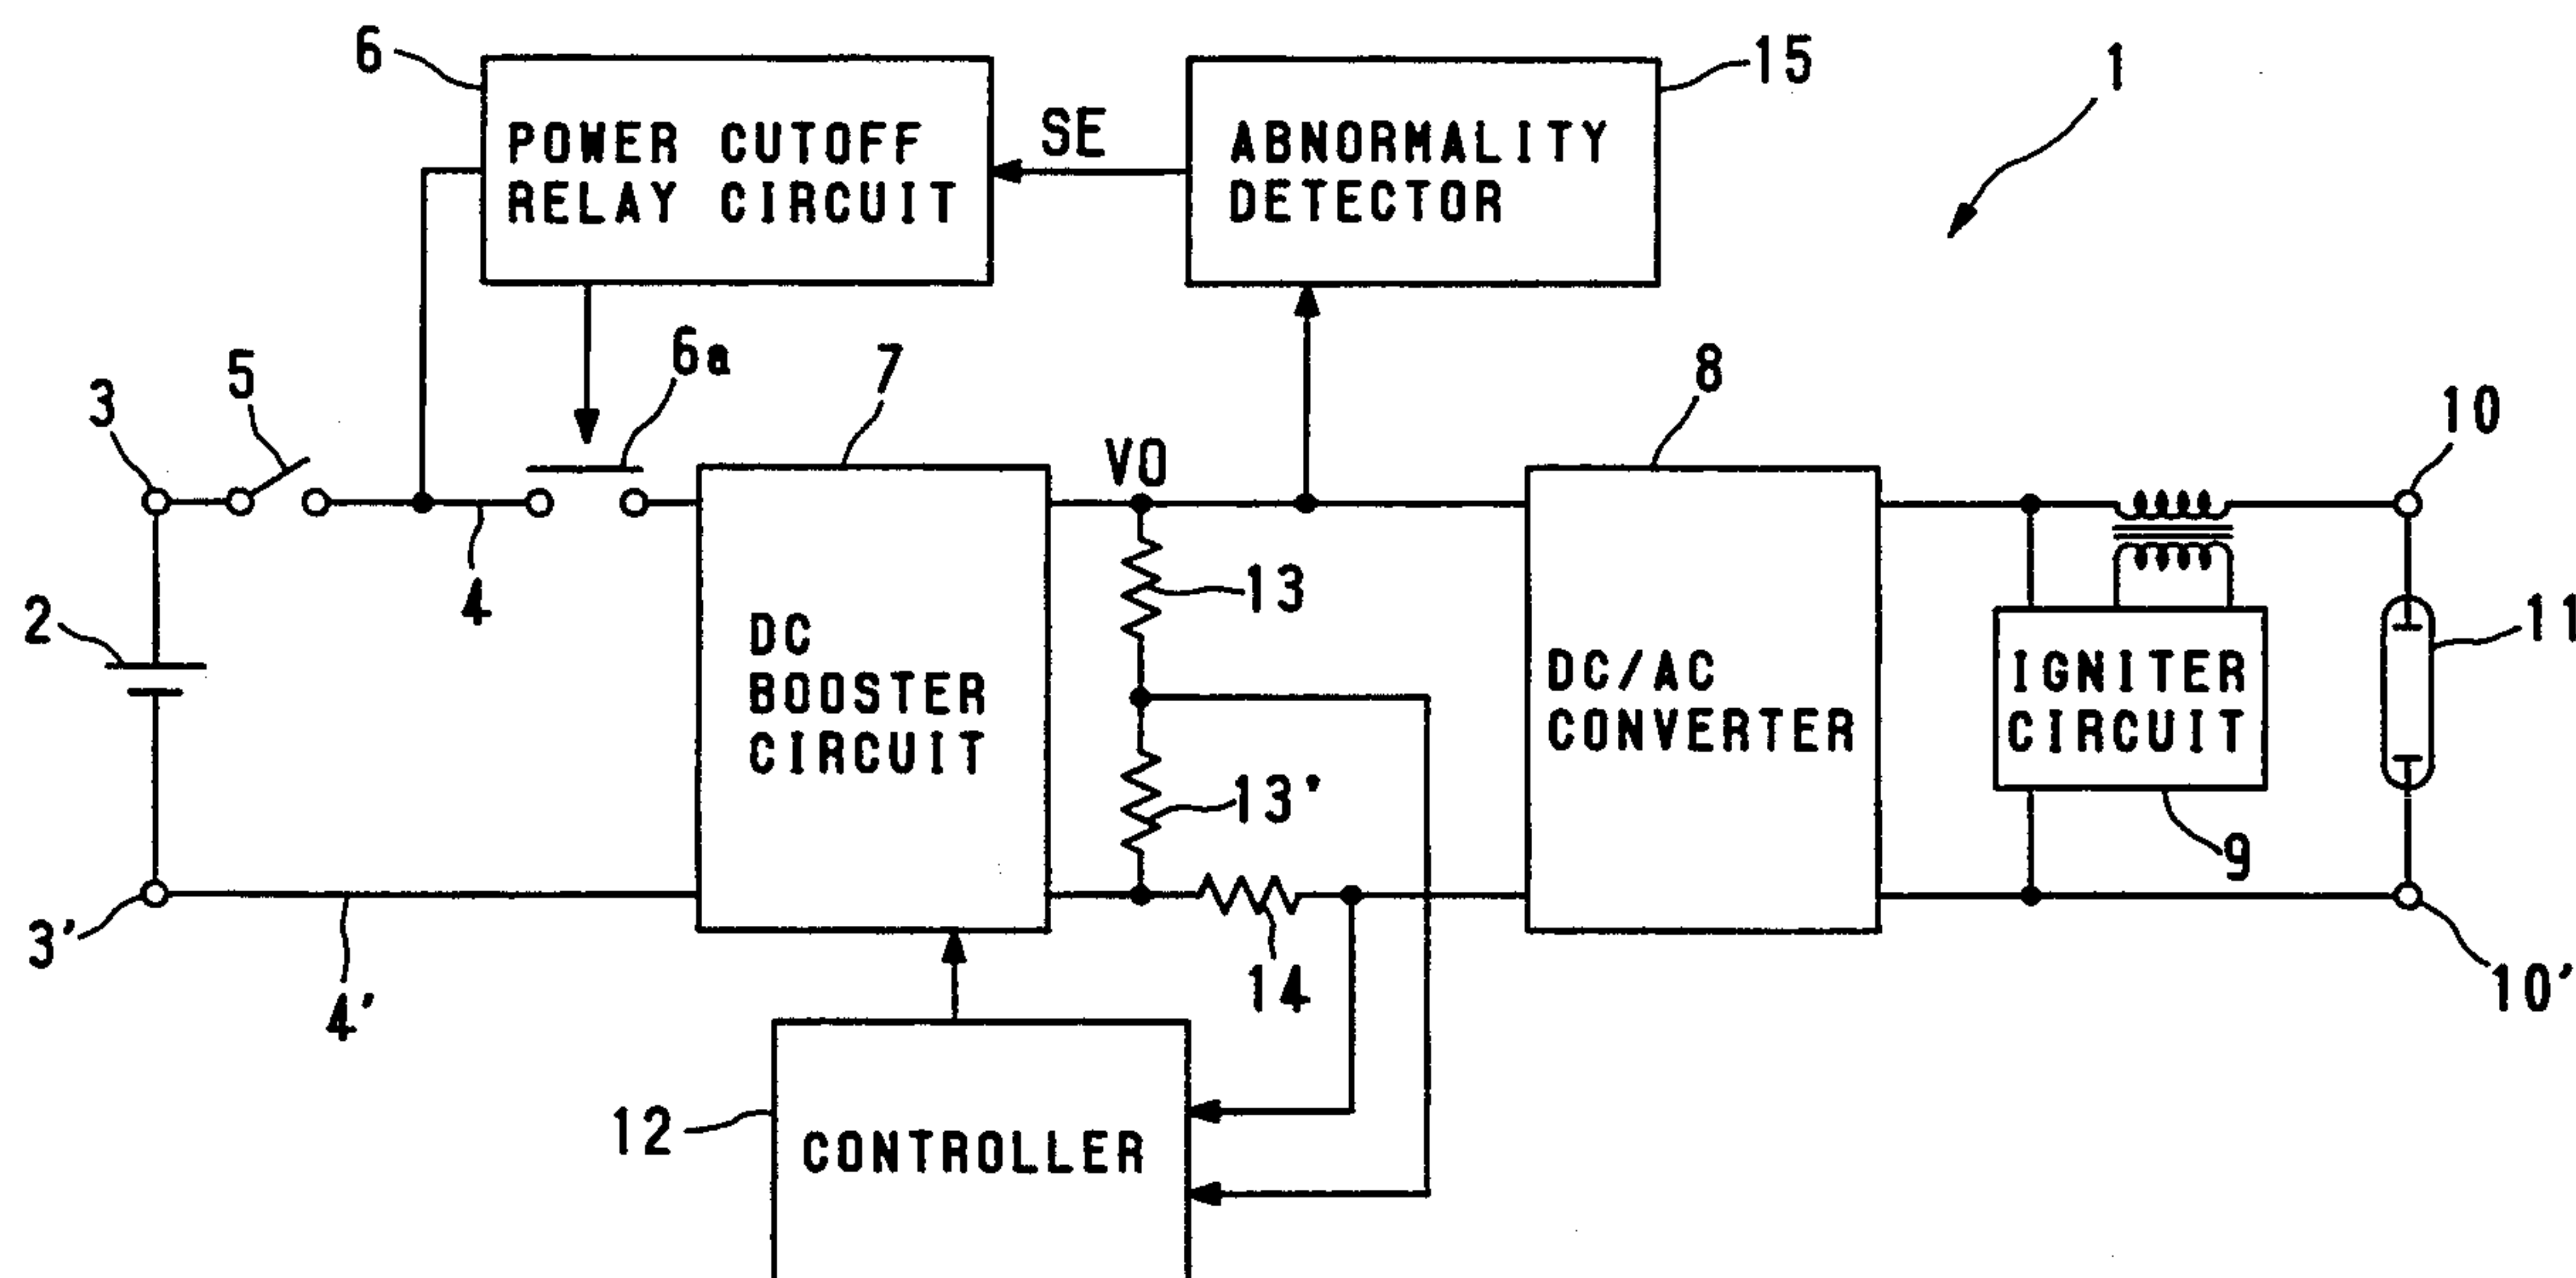 6
POWER CUTOFF
RELAY CIRCUIT
SE
ABNORMALITY
DETECTOR
15
1
3
5
6a
7
VO
8
10
2
4
DC
BOOSTER
CIRCUIT
13
13'
DC/AC
CONVERTER
IGNITER
CIRCUIT
11
9
3'
4'
14
10'
12
CONTROLLER